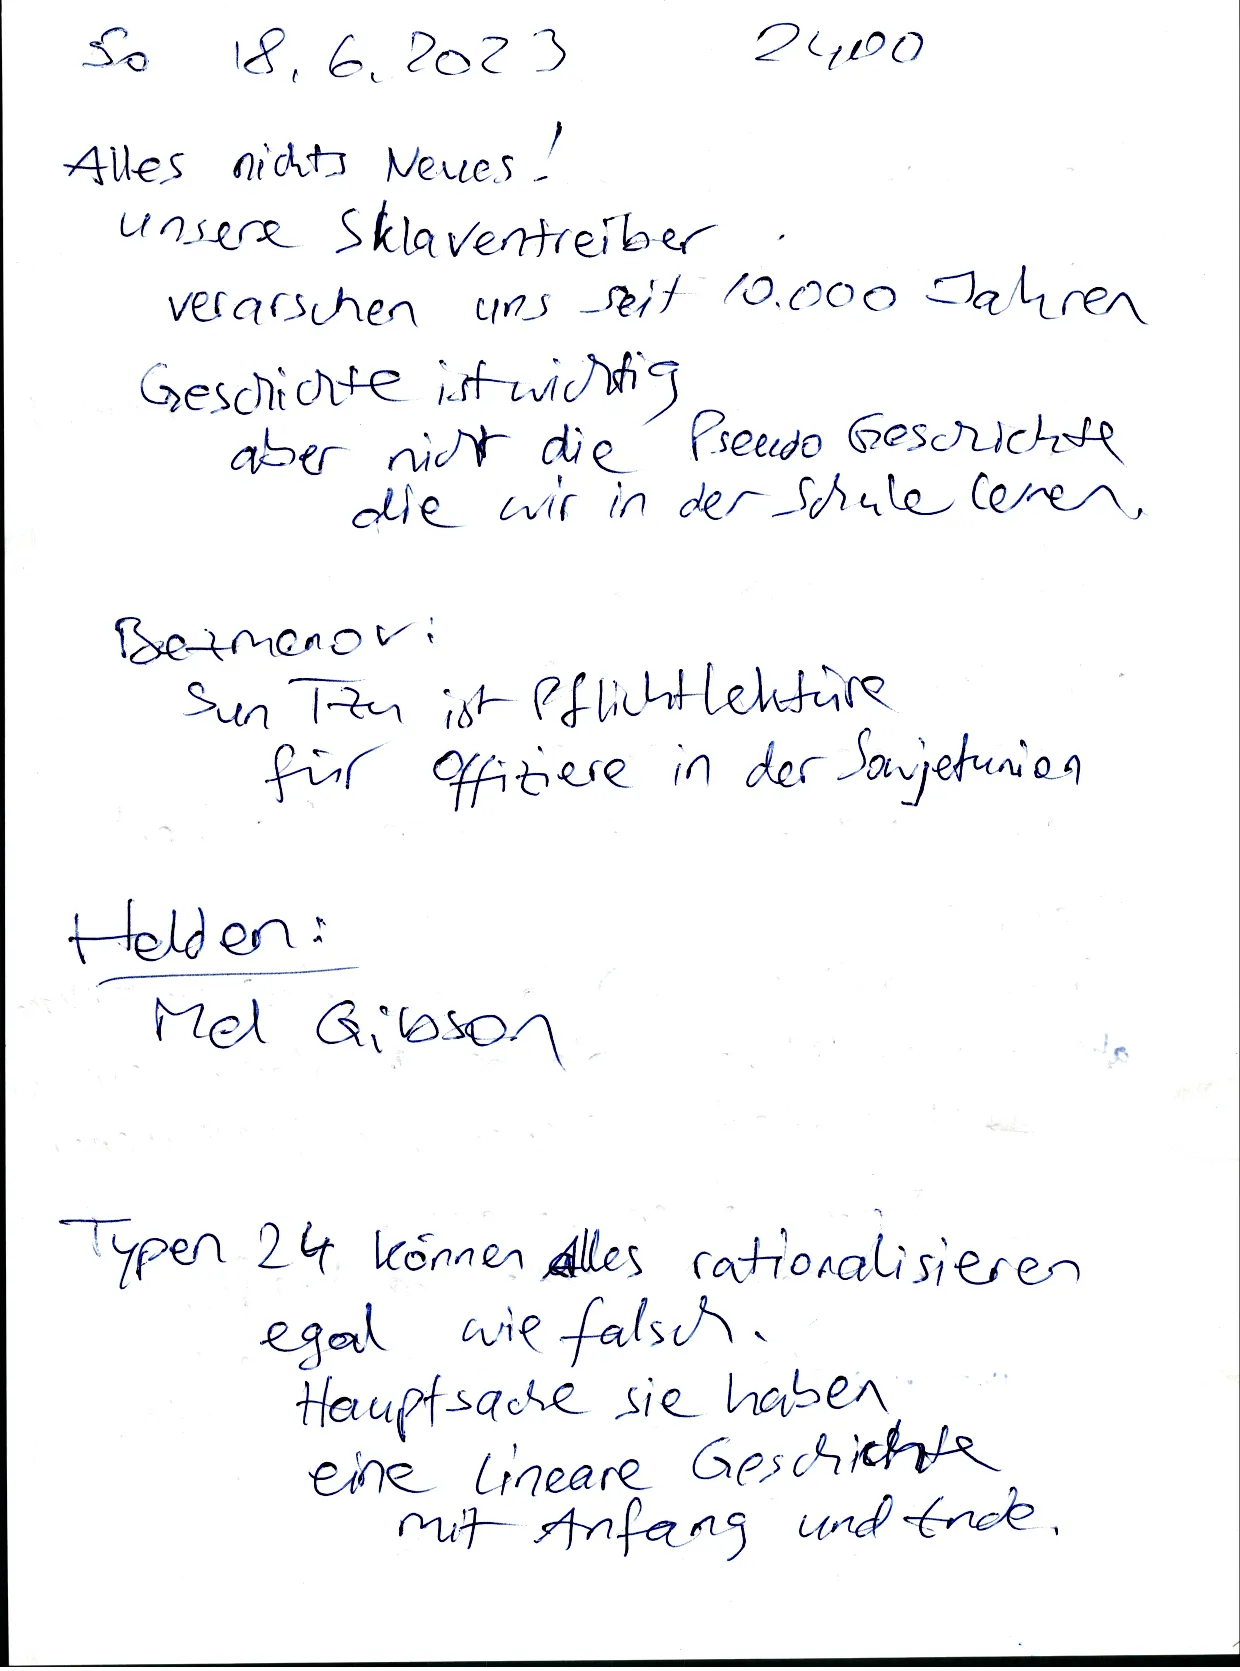 So 18.6.2023 24,00
Alles nichts Neues!
unsere Sklaventreiber
verarschen uns seit 10.000 Jahren
Geschichte ist wichtig
aber nicht die Pseudo Geschichte
die wir in der Schule lernen.
Bezmenov:
Sun Tzu ist Pflichtlektüre
für Offiziere in der Sowjetunion
Helden:
Mel Gibson
Typen 24 können Alles rationalisieren
egal wie falsch.
Hauptsache sie haben
eine lineare Geschichte
mit Anfang und Ende.